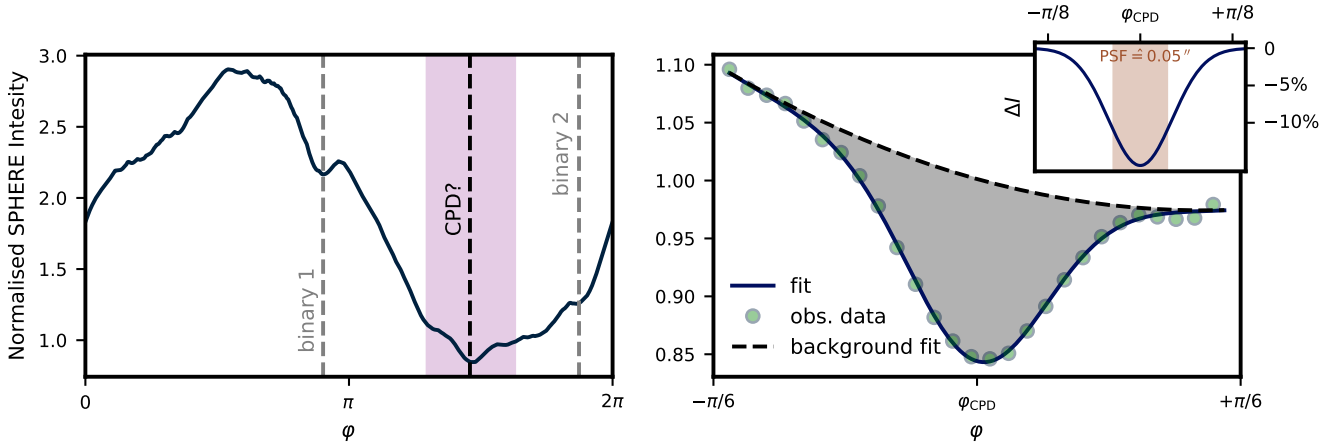 Normalised SPHERE Intesity
3.0
2.5
2.0
1.5
1.0
0
π
2π
φ
binary 1
CPD?
binary 2
1.10
1.05
1.00
0.95
0.90
0.85
−π/6
φCPD
+π/6
φ
fit
obs. data
background fit
−π/8
φCPD
+π/8
PSF ≙ 0.05″
ΔI
0
−5%
−10%